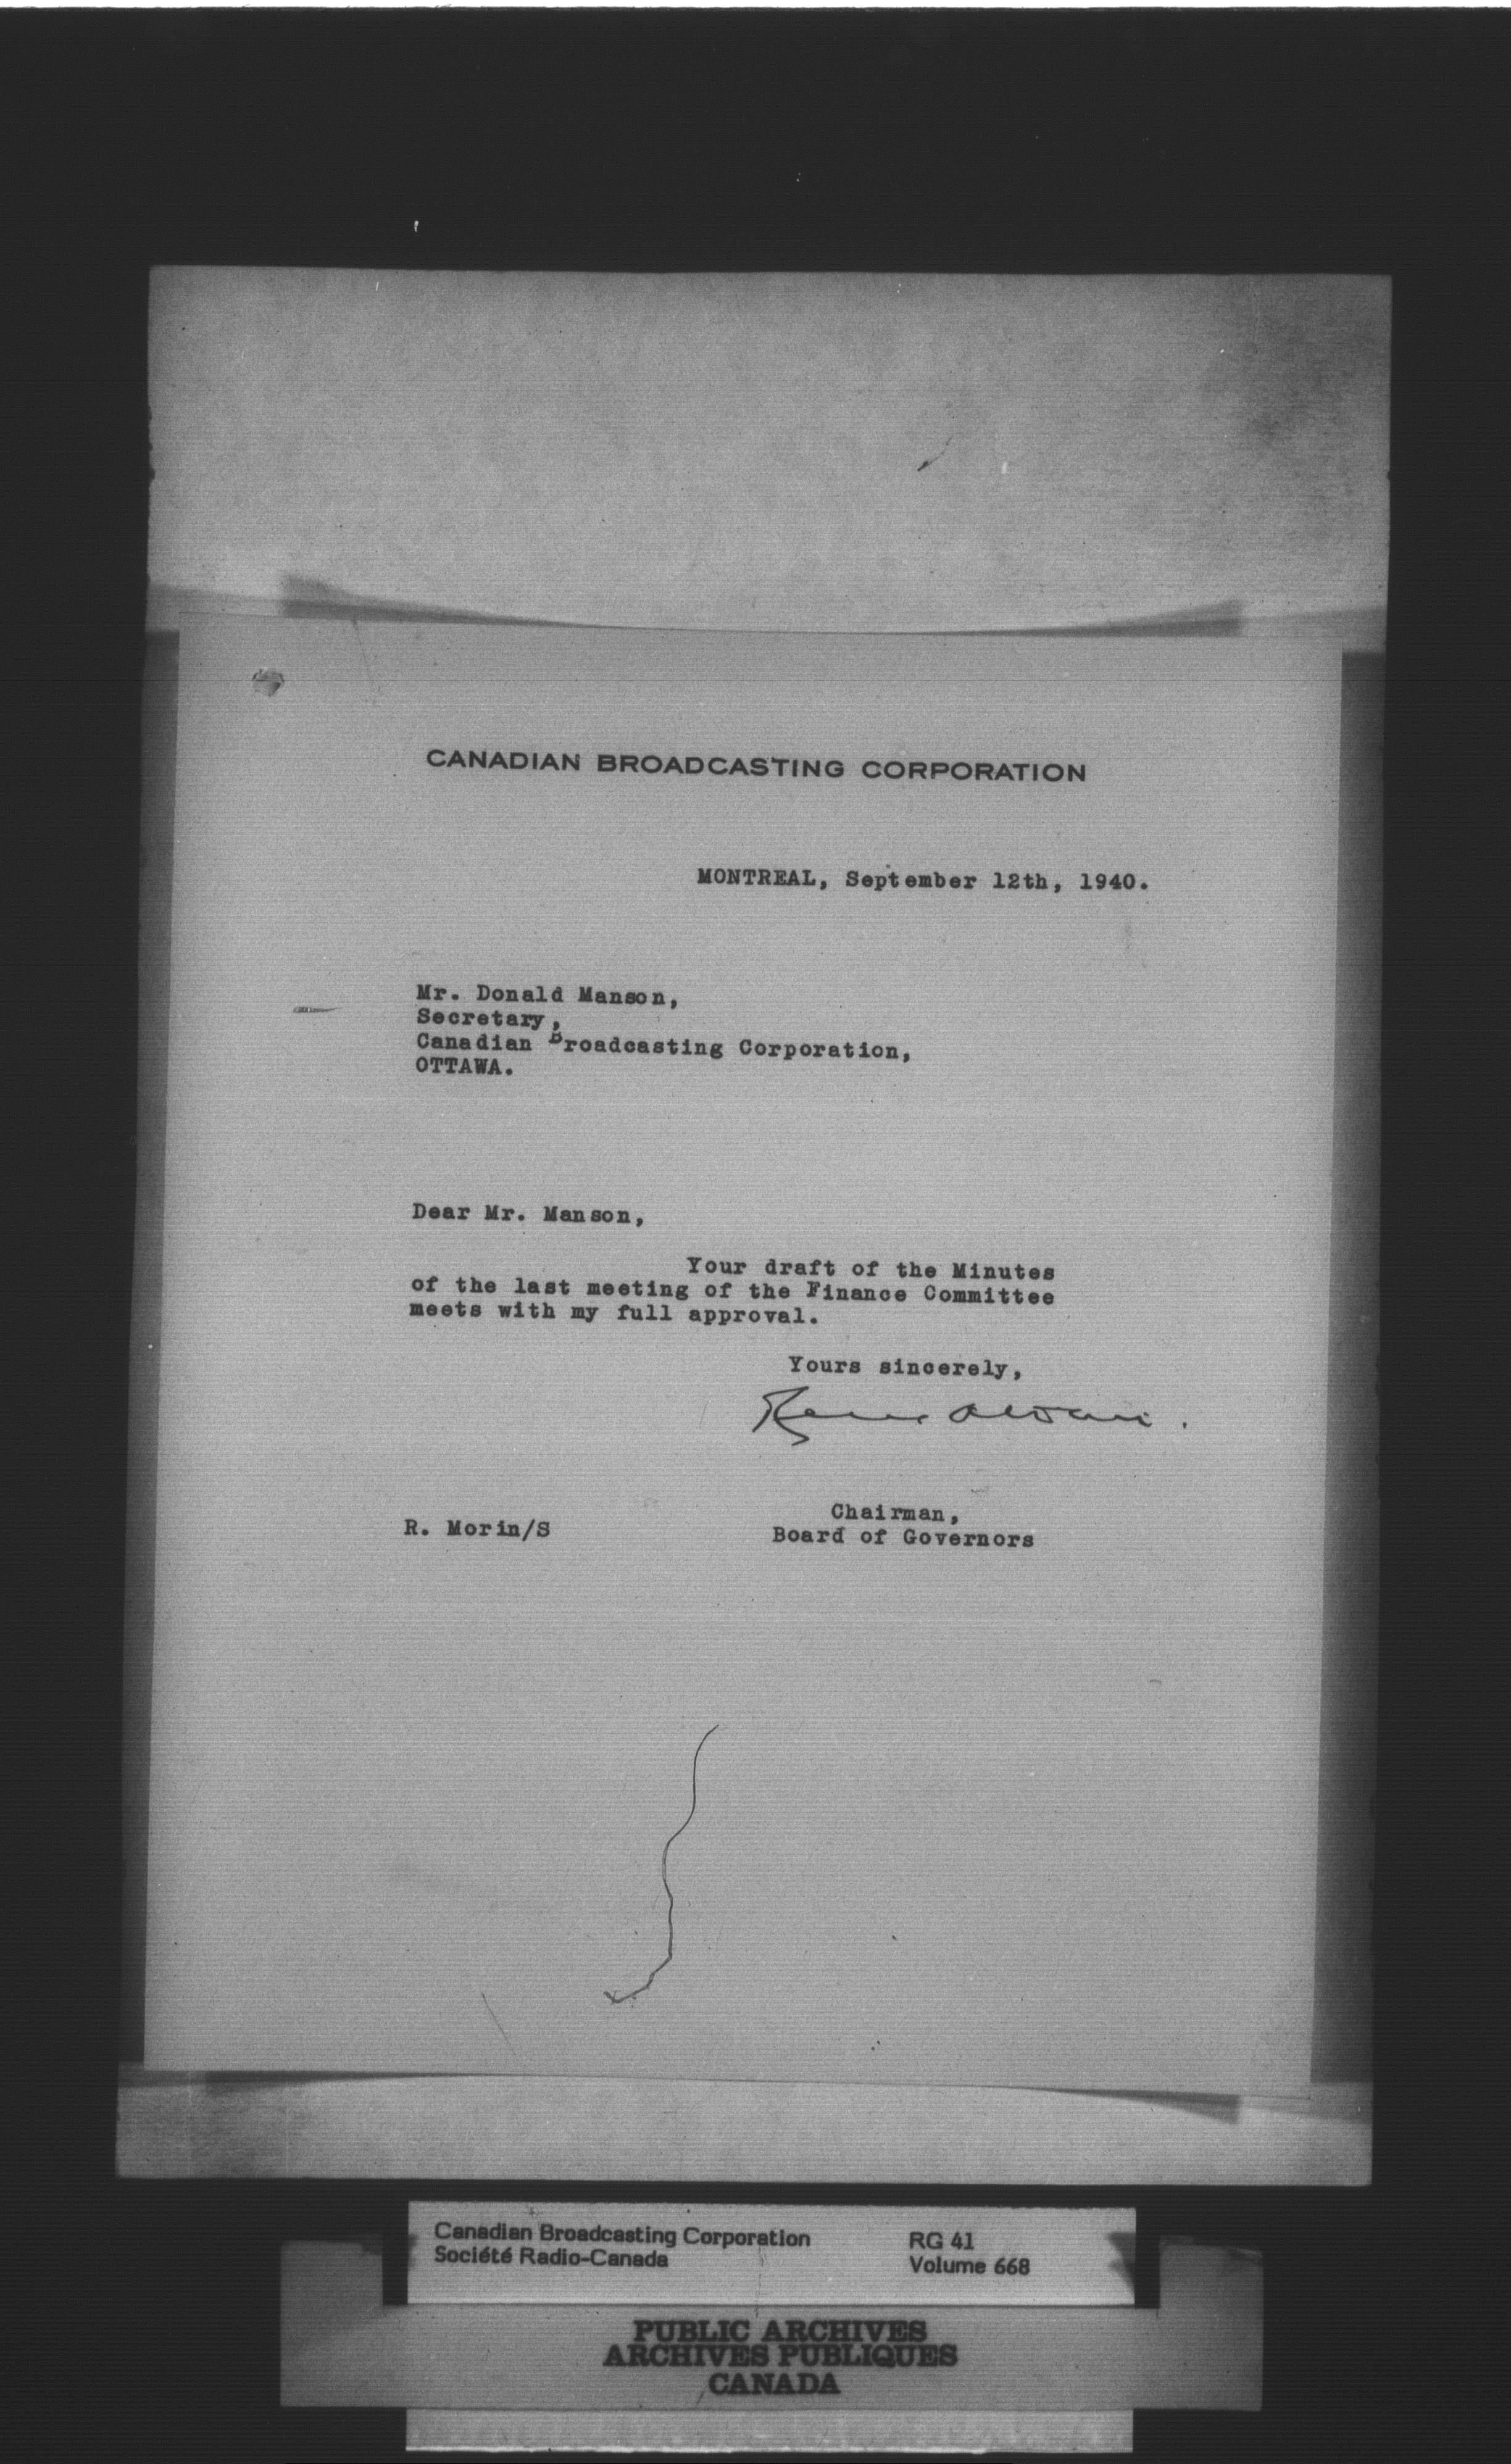 CANADIAN BROADCASTING CORPORATION
MONTREAL, September 12th, 1940.
Mr. Donald Manson,
Secretary,
Canadian Broadcasting Corporation,
OTTAWA.
Dear Mr. Manson,
Your draft of the Minutes
of the last meeting of the Finance Committee
meets with my full approval.
Yours sincerely,
Chairman,
R. Morin/S
Board of Governors
Canadian Broadcasting Corporation RG 41
Société Radio-Canada Volume 668
PUBLIC ARCHIVES
ARCHIVES PUBLIQUES
CANADA